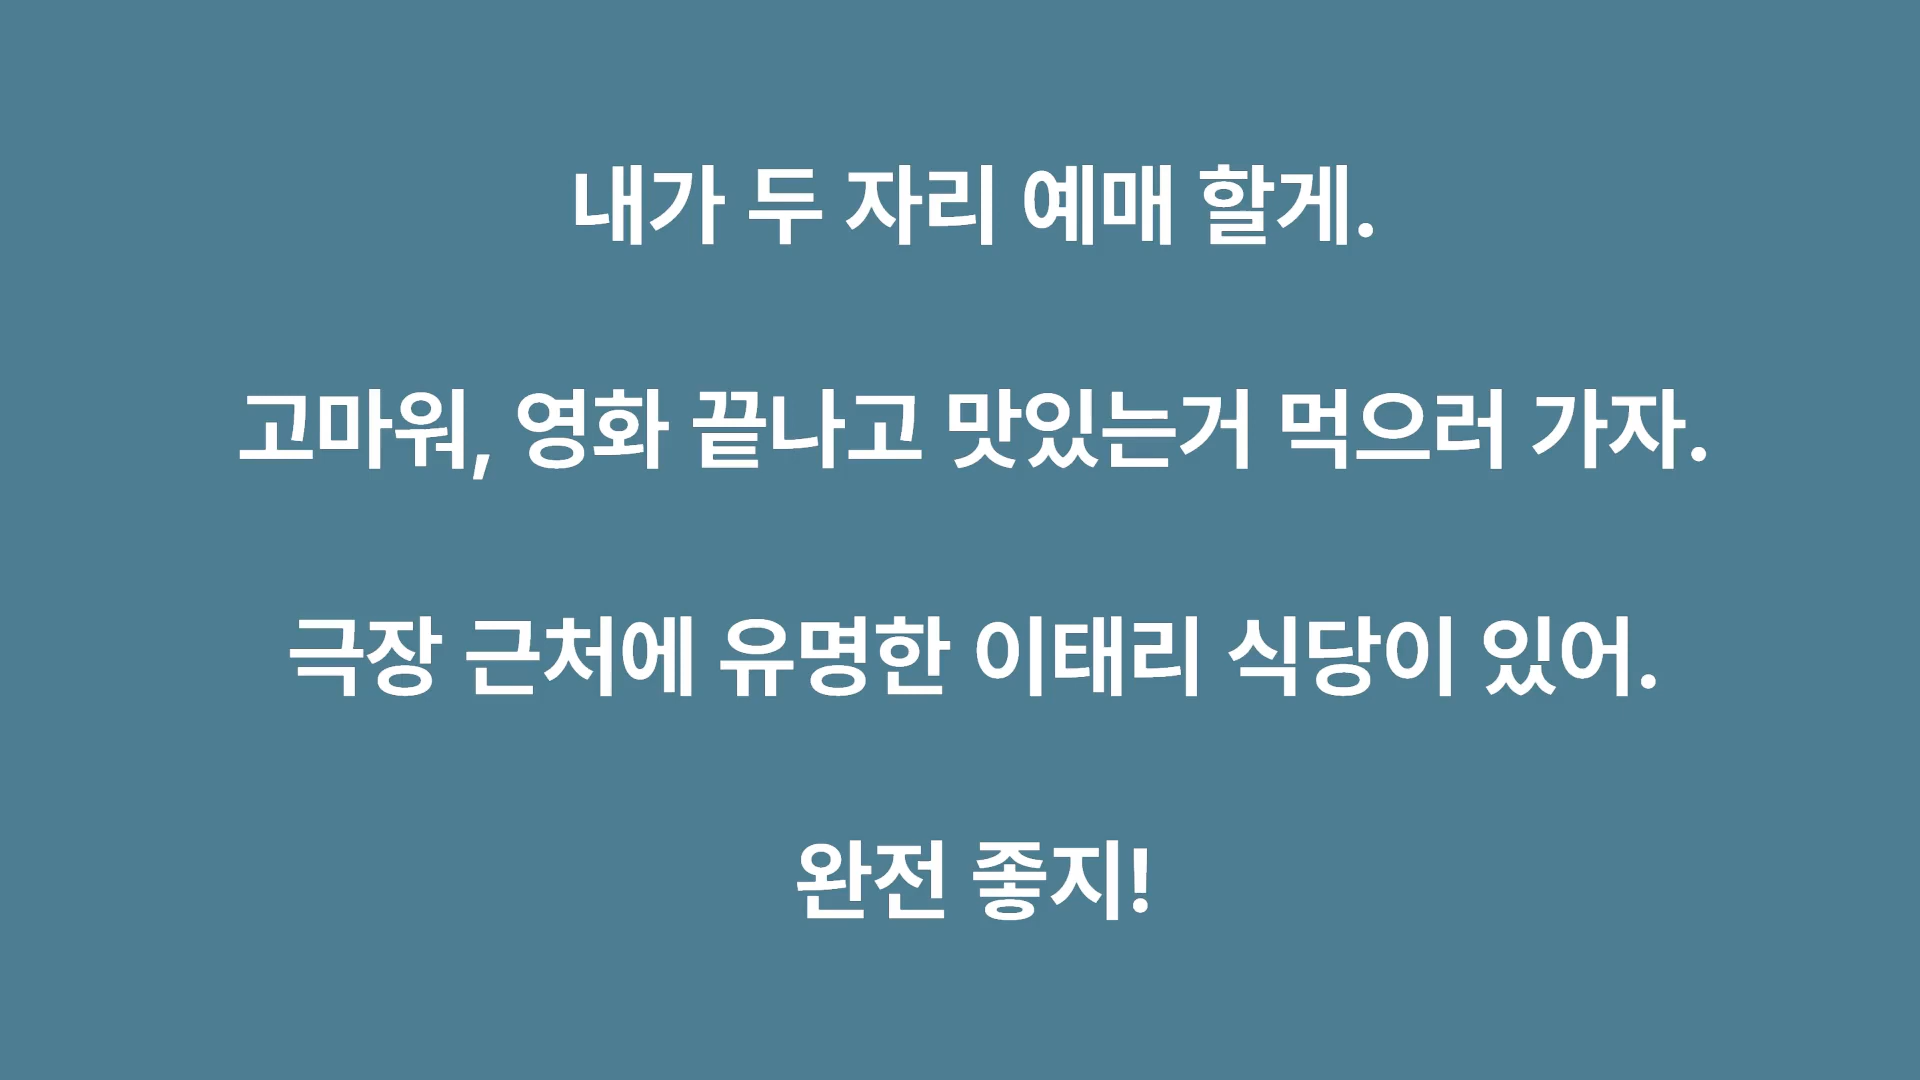 내가 두 자리 예매 할게.
고마워, 영화 끝나고 맛있는거 먹으러 가자.
극장 근처에 유명한 이태리 식당이 있어.
완전 좋지!